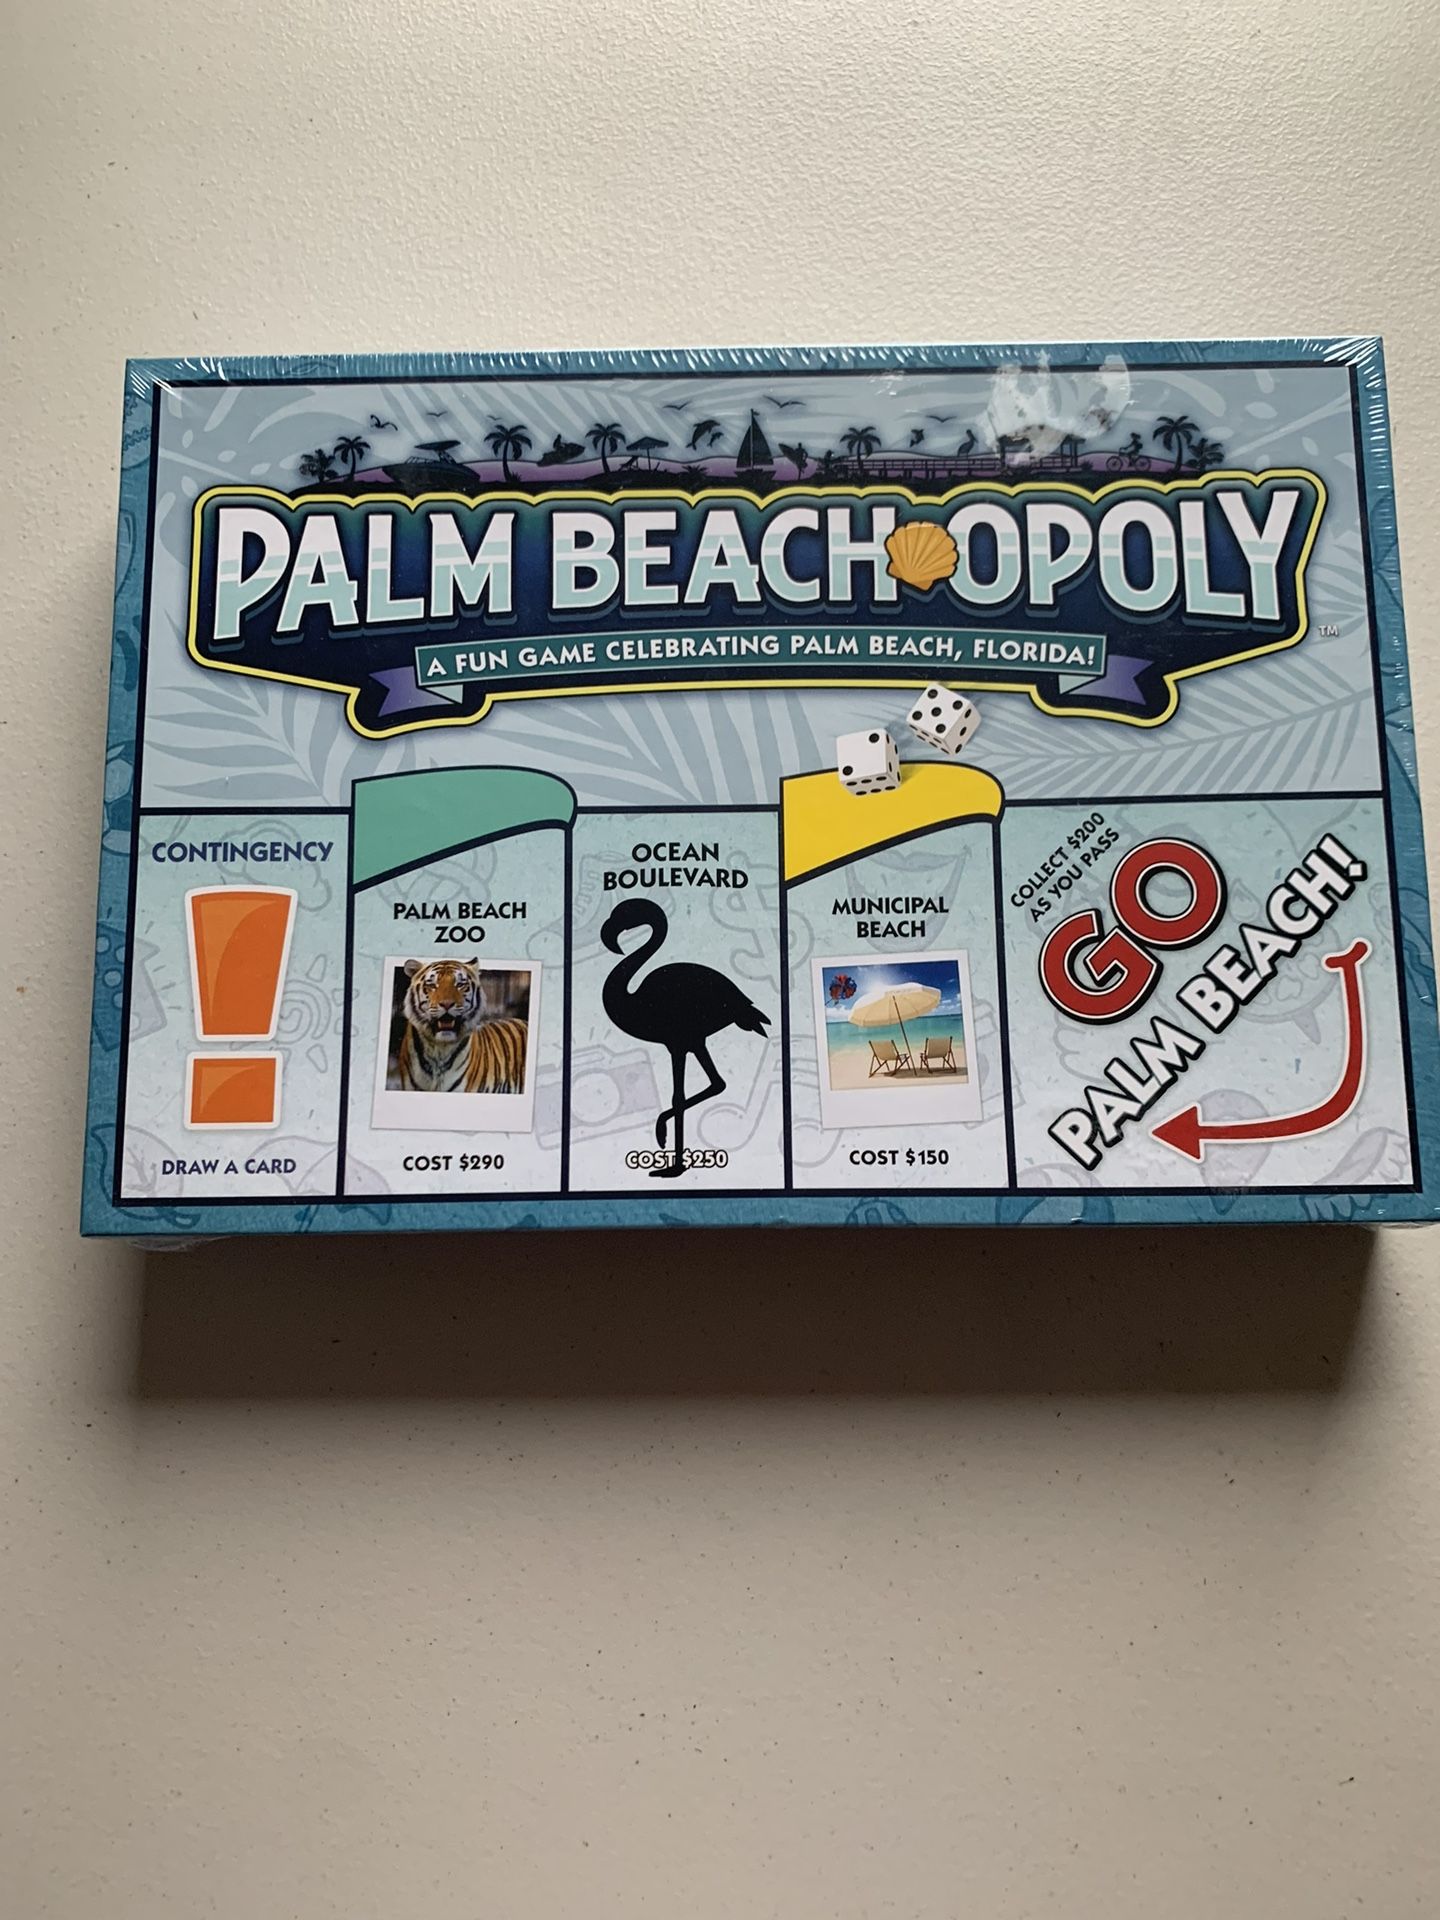 PALM BEACH OPOLY
TM
A FUN GAME CELEBRATING PALM BEACH, FLORIDA!
CONTINGENCY
!
DRAW A CARD
PALM BEACH
ZOO
COST $290
OCEAN
BOULEVARD
COST $250
MUNICIPAL
BEACH
COST $150
COLLECT $200
AS YOU PASS
GO
PALM BEACH!